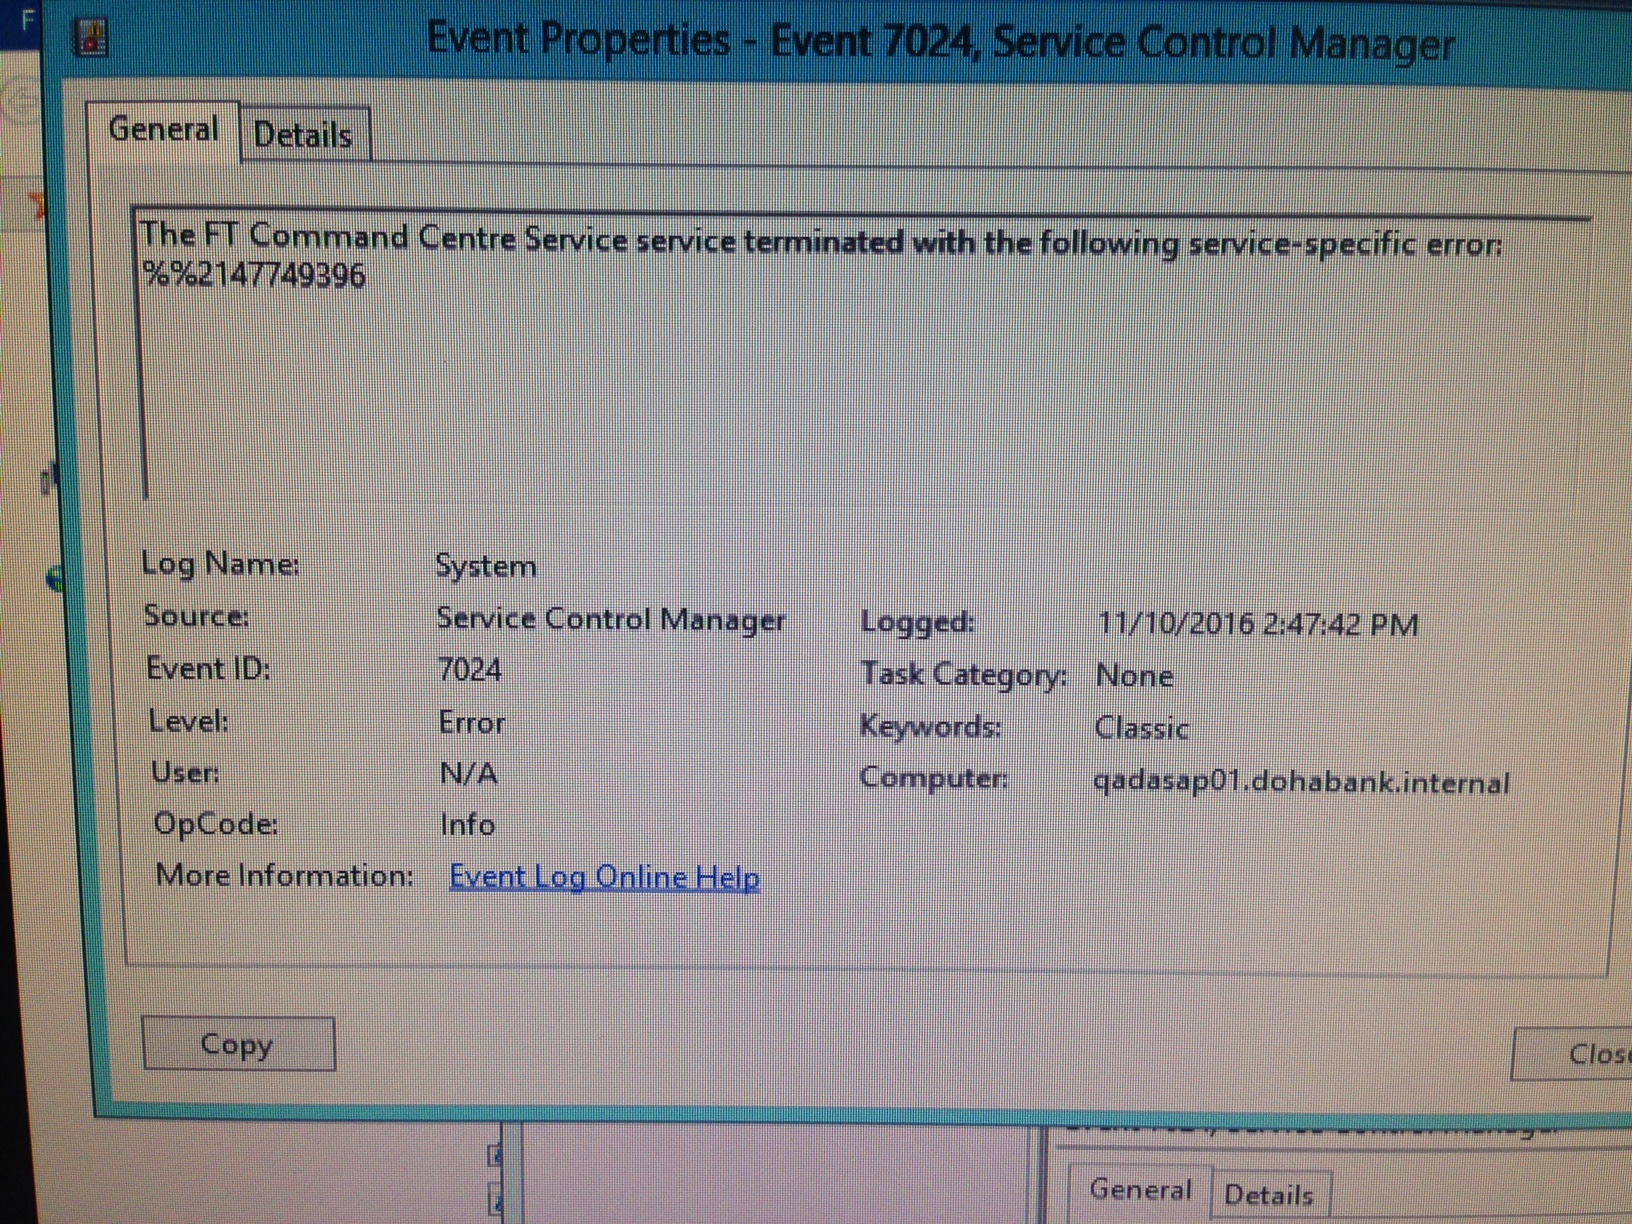 F
Event Properties - Event 7024, Service Control Manager
General Details
The FT Command Centre Service service terminated with the following service-specific error:
%%2147749396
Log Name: System
Source: Service Control Manager Logged: 11/10/2016 2:47:42 PM
Event ID: 7024 Task Category: None
Level: Error Keywords: Classic
User: N/A Computer: qadasap01.dohabank.internal
OpCode: Info
More Information: Event Log Online Help
Copy
General Details